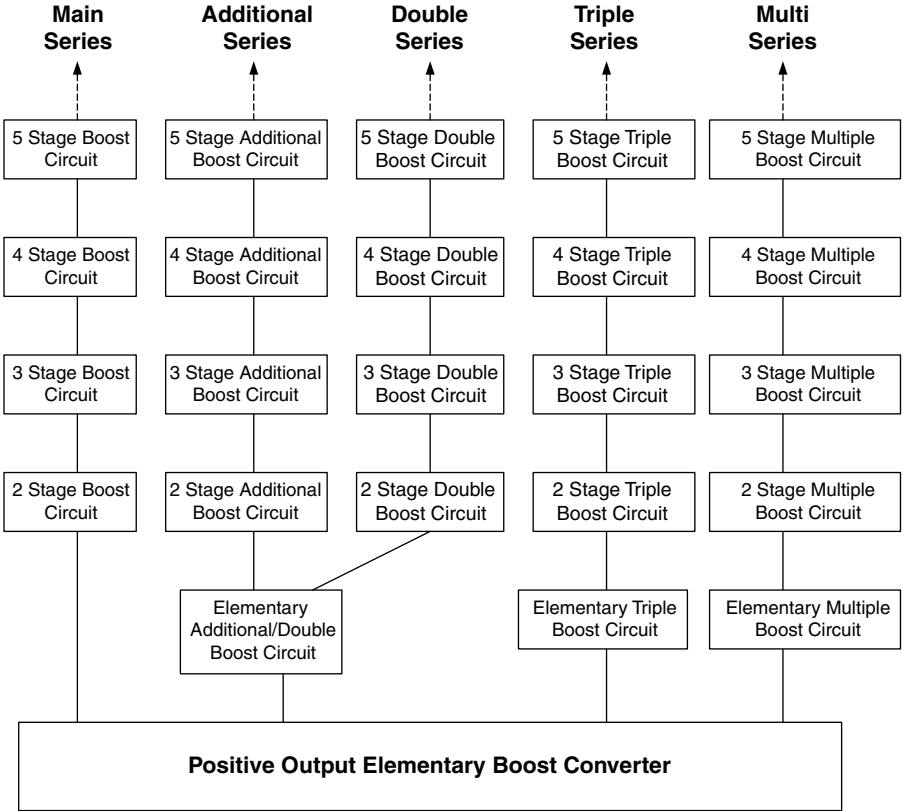 Main
Series
Additional
Series
Double
Series
Triple
Series
Multi
Series
5 Stage Boost
Circuit
5 Stage Additional
Boost Circuit
5 Stage Double
Boost Circuit
5 Stage Triple
Boost Circuit
5 Stage Multiple
Boost Circuit
4 Stage Boost
Circuit
4 Stage Additional
Boost Circuit
4 Stage Double
Boost Circuit
4 Stage Triple
Boost Circuit
4 Stage Multiple
Boost Circuit
3 Stage Boost
Circuit
3 Stage Additional
Boost Circuit
3 Stage Double
Boost Circuit
3 Stage Triple
Boost Circuit
3 Stage Multiple
Boost Circuit
2 Stage Boost
Circuit
2 Stage Additional
Boost Circuit
2 Stage Double
Boost Circuit
2 Stage Triple
Boost Circuit
2 Stage Multiple
Boost Circuit
Elementary
Additional/Double
Boost Circuit
Elementary Triple
Boost Circuit
Elementary Multiple
Boost Circuit
Positive Output Elementary Boost Converter